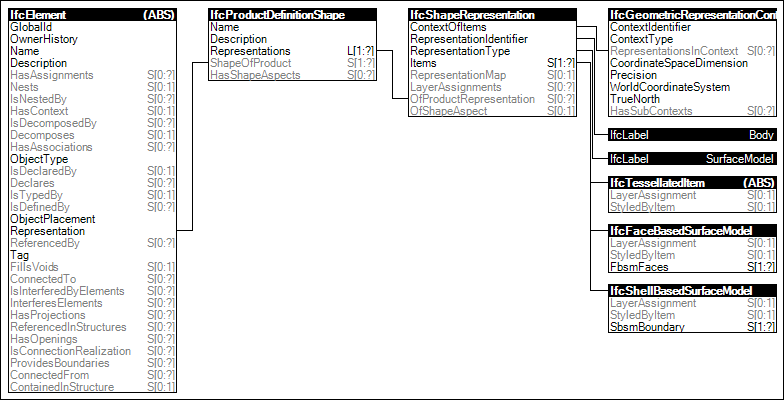 IfcElement (ABS)
GlobalId
OwnerHistory
Name
Description
HasAssignments S[0:?]
Nests S[0:1]
IsNestedBy S[0:?]
HasContext S[0:1]
IsDecomposedBy S[0:?]
Decomposes S[0:1]
HasAssociations S[0:?]
ObjectType
IsDeclaredBy S[0:1]
Declares S[0:?]
IsTypedBy S[0:1]
IsDefinedBy S[0:?]
ObjectPlacement
Representation
ReferencedBy S[0:?]
Tag
FillsVoids S[0:1]
ConnectedTo S[0:?]
IsInterferedByElements S[0:?]
InterferesElements S[0:?]
HasProjections S[0:?]
ReferencedInStructures S[0:?]
HasOpenings S[0:?]
IsConnectionRealization S[0:?]
ProvidesBoundaries S[0:?]
ConnectedFrom S[0:?]
ContainedInStructure S[0:1]
IfcProductDefinitionShape
Name
Description
Representations L[1:?]
ShapeOfProduct S[1:?]
HasShapeAspects S[0:?]
IfcShapeRepresentation
ContextOfItems
RepresentationIdentifier
RepresentationType
Items S[1:?]
RepresentationMap S[0:1]
LayerAssignments S[0:?]
OfProductRepresentation S[0:?]
OfShapeAspect S[0:1]
IfcGeometricRepresentationCon
ContextIdentifier
ContextType
RepresentationsInContext S[0:?]
CoordinateSpaceDimension
Precision
WorldCoordinateSystem
TrueNorth
HasSubContexts S[0:?]
IfcLabel Body
IfcLabel SurfaceModel
IfcTessellatedItem (ABS)
LayerAssignment S[0:1]
StyledByItem S[0:1]
IfcFaceBasedSurfaceModel
LayerAssignment S[0:1]
StyledByItem S[0:1]
FbsmFaces S[1:?]
IfcShellBasedSurfaceModel
LayerAssignment S[0:1]
StyledByItem S[0:1]
SbsmBoundary S[1:?]